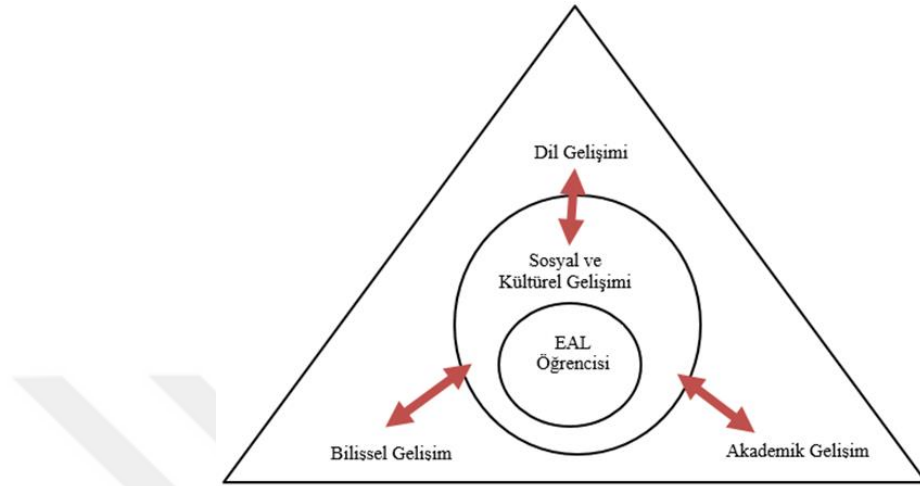 Dil Gelişimi
Sosyal ve
Kültürel Gelişimi
EAL
Öğrencisi
Bilişsel Gelişim
Akademik Gelişim